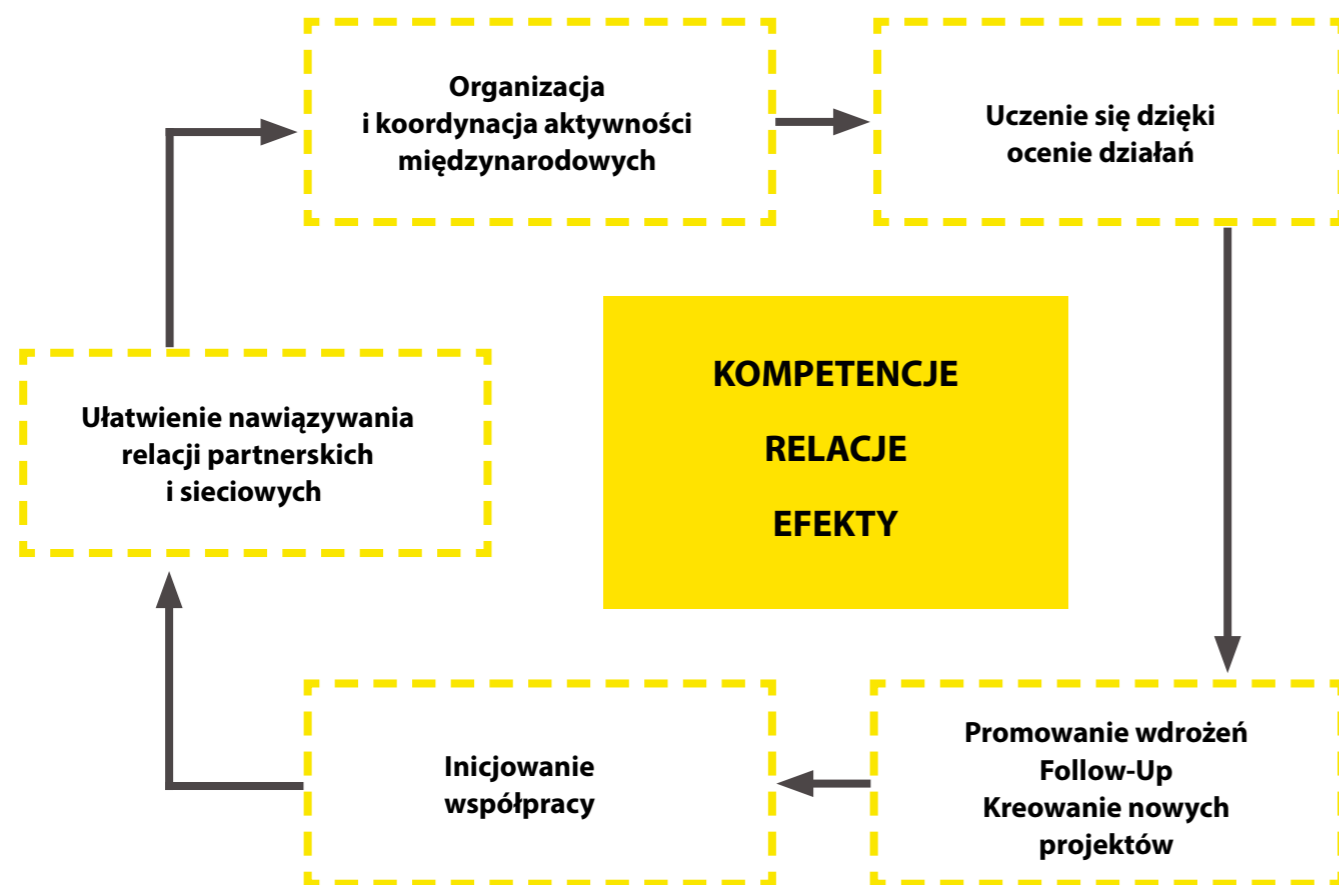 Organizacja
i koordynacja aktywności
międzynarodowych
Uczenie się dzięki
ocenie działań
Ułatwienie nawiązywania
relacji partnerskich
i sieciowych
KOMPETENCJE
RELACJE
EFEKTY
Inicjowanie
współpracy
Promowanie wdrożeń
Follow-Up
Kreowanie nowych
projektów